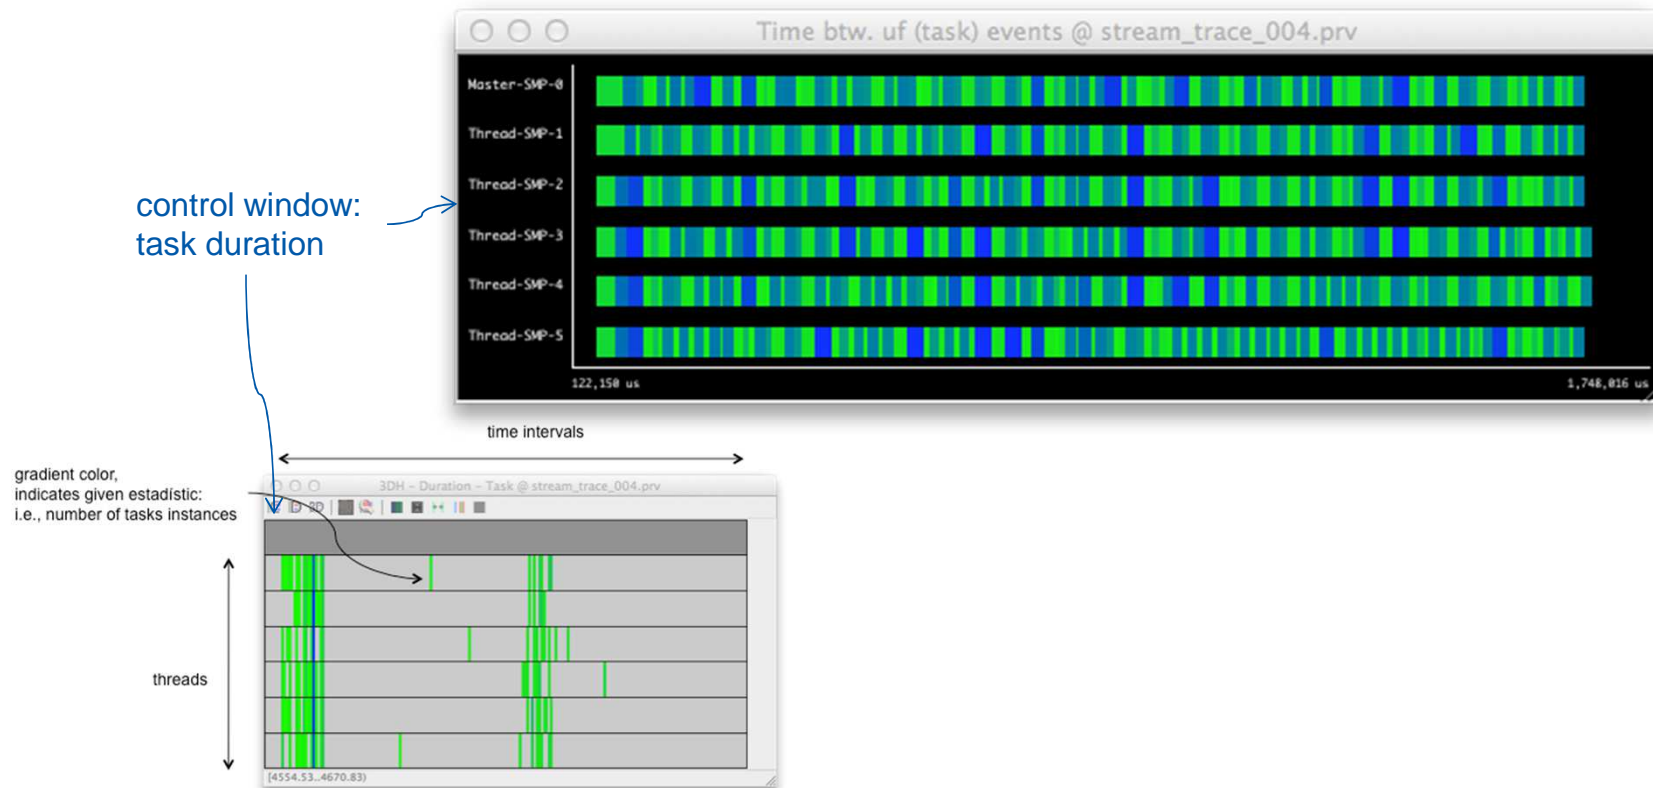 Time btw. uf (task) events @ stream_trace_004.prv
Master-SMP-0
Thread-SMP-1
Thread-SMP-2
Thread-SMP-3
Thread-SMP-4
Thread-SMP-5
122,150 us
1,748,016 us
control window:
task duration
time intervals
gradient color,
indicates given estadístic:
i.e., number of tasks instances
3DH - Duration - Task @ stream_trace_004.prv
3D
threads
[4554.53..4670.83)